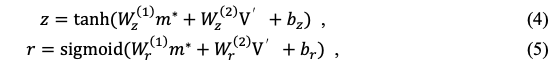 z = tanh(W_z^{(1)} m^* + W_z^{(2)} V′ + b_z) , (4)
r = sigmoid(W_r^{(1)} m^* + W_r^{(2)} V′ + b_r) , (5)